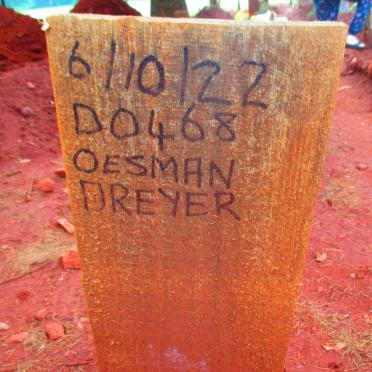 6/10/22
D0468
OESMAN
DREYER